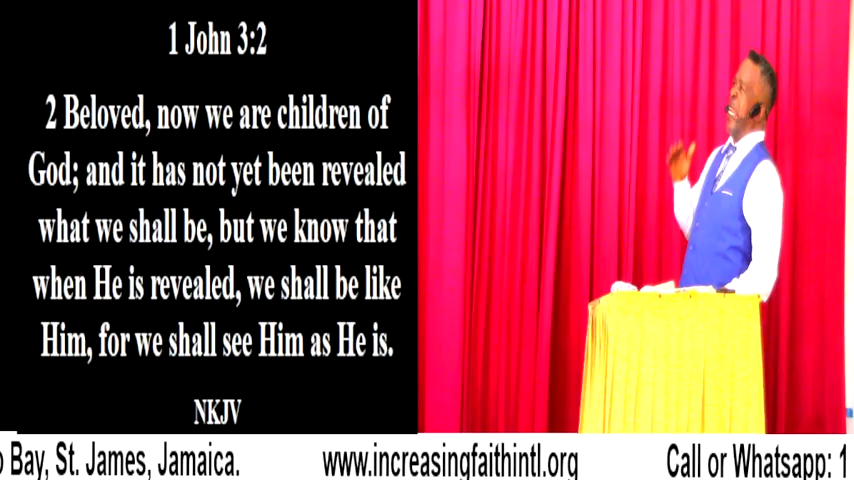 1 John 3:2
2 Beloved, now we are children of
God; and it has not yet been revealed
what we shall be, but we know that
when He is revealed, we shall be like
Him, for we shall see Him as He is.
NKJV
Bay, St. James, Jamaica. www.increasingfaithintl.org Call or Whatsapp: 1